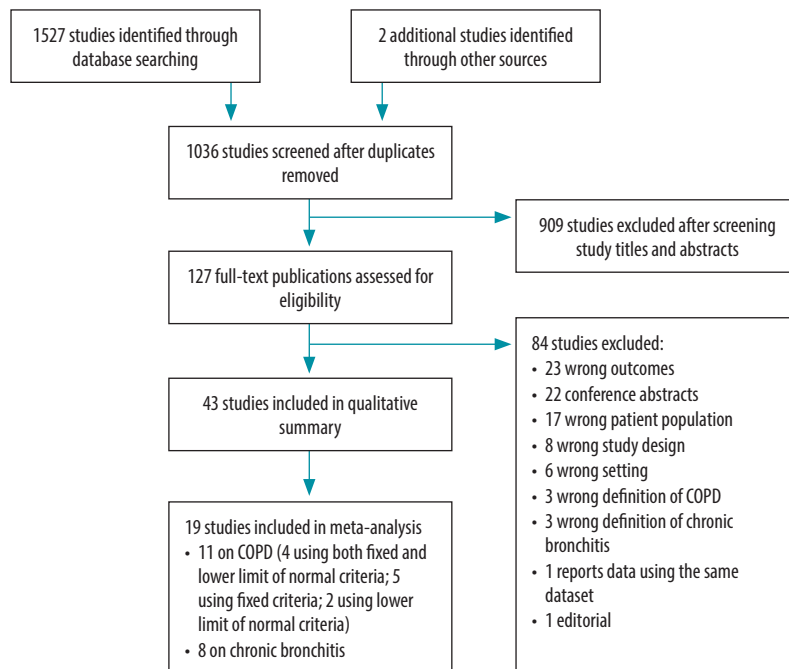 1527 studies identified through
database searching
2 additional studies identified
through other sources
1036 studies screened after duplicates
removed
909 studies excluded after screening
study titles and abstracts
127 full-text publications assessed for
eligibility
84 studies excluded:
• 23 wrong outcomes
• 22 conference abstracts
• 17 wrong patient population
• 8 wrong study design
• 6 wrong setting
• 3 wrong definition of COPD
• 3 wrong definition of chronic
bronchitis
• 1 reports data using the same
dataset
• 1 editorial
43 studies included in qualitative
summary
19 studies included in meta-analysis
• 11 on COPD (4 using both fixed and
lower limit of normal criteria; 5
using fixed criteria; 2 using lower
limit of normal criteria)
• 8 on chronic bronchitis